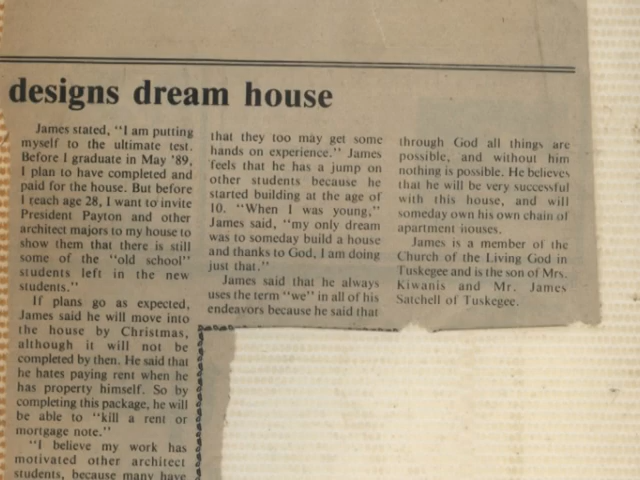 designs dream house
James stated, "I am putting
myself to the ultimate test.
Before I graduate in May '89,
I plan to have completed and
paid for the house. But before
I reach age 28, I want to invite
President Payton and other
architect majors to my house to
show them that there is still
some of the "old school"
students left in the new
students."
If plans go as expected,
James said he will move into
the house by Christmas,
although it will not be
completed by then. He said that
he hates paying rent when he
has property himself. So by
completing this package, he will
be able to "kill a rent or
mortgage note."
"I believe my work has
motivated other architect
students, because many have
that they too may get some
hands on experience." James
feels that he has a jump on
other students because he
started building at the age of
10. "When I was young,"
James said, "my only dream
was to someday build a house
and thanks to God, I am doing
just that."
James said that he always
uses the term "we" in all of his
endeavors because he said that
through God all things are
possible, and without him
nothing is possible. He believes
that he will be very successful
with this house, and will
someday own his own chain of
apartment houses.
James is a member of the
Church of the Living God in
Tuskegee and is the son of Mrs.
Kiwanis and Mr. James
Satchell of Tuskegee.